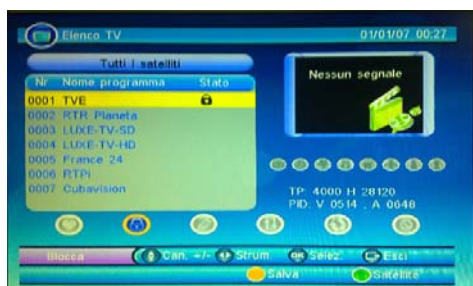 Elenco TV 01/01/07 00:27
Tutti i satelliti
Nr Nome programma Stato
0001 TVE
0002 RTR Planeta
0003 LUXE-TV-SD
0004 LUXE-TV-HD
0005 France 24
0006 RTPi
0007 Cubavision
Nessun segnale
TP: 4000 H 28120
PID: V 0514 , A 0648
Blocca Can. +/- Strum. OK Selez. Esci
Salva Satellite